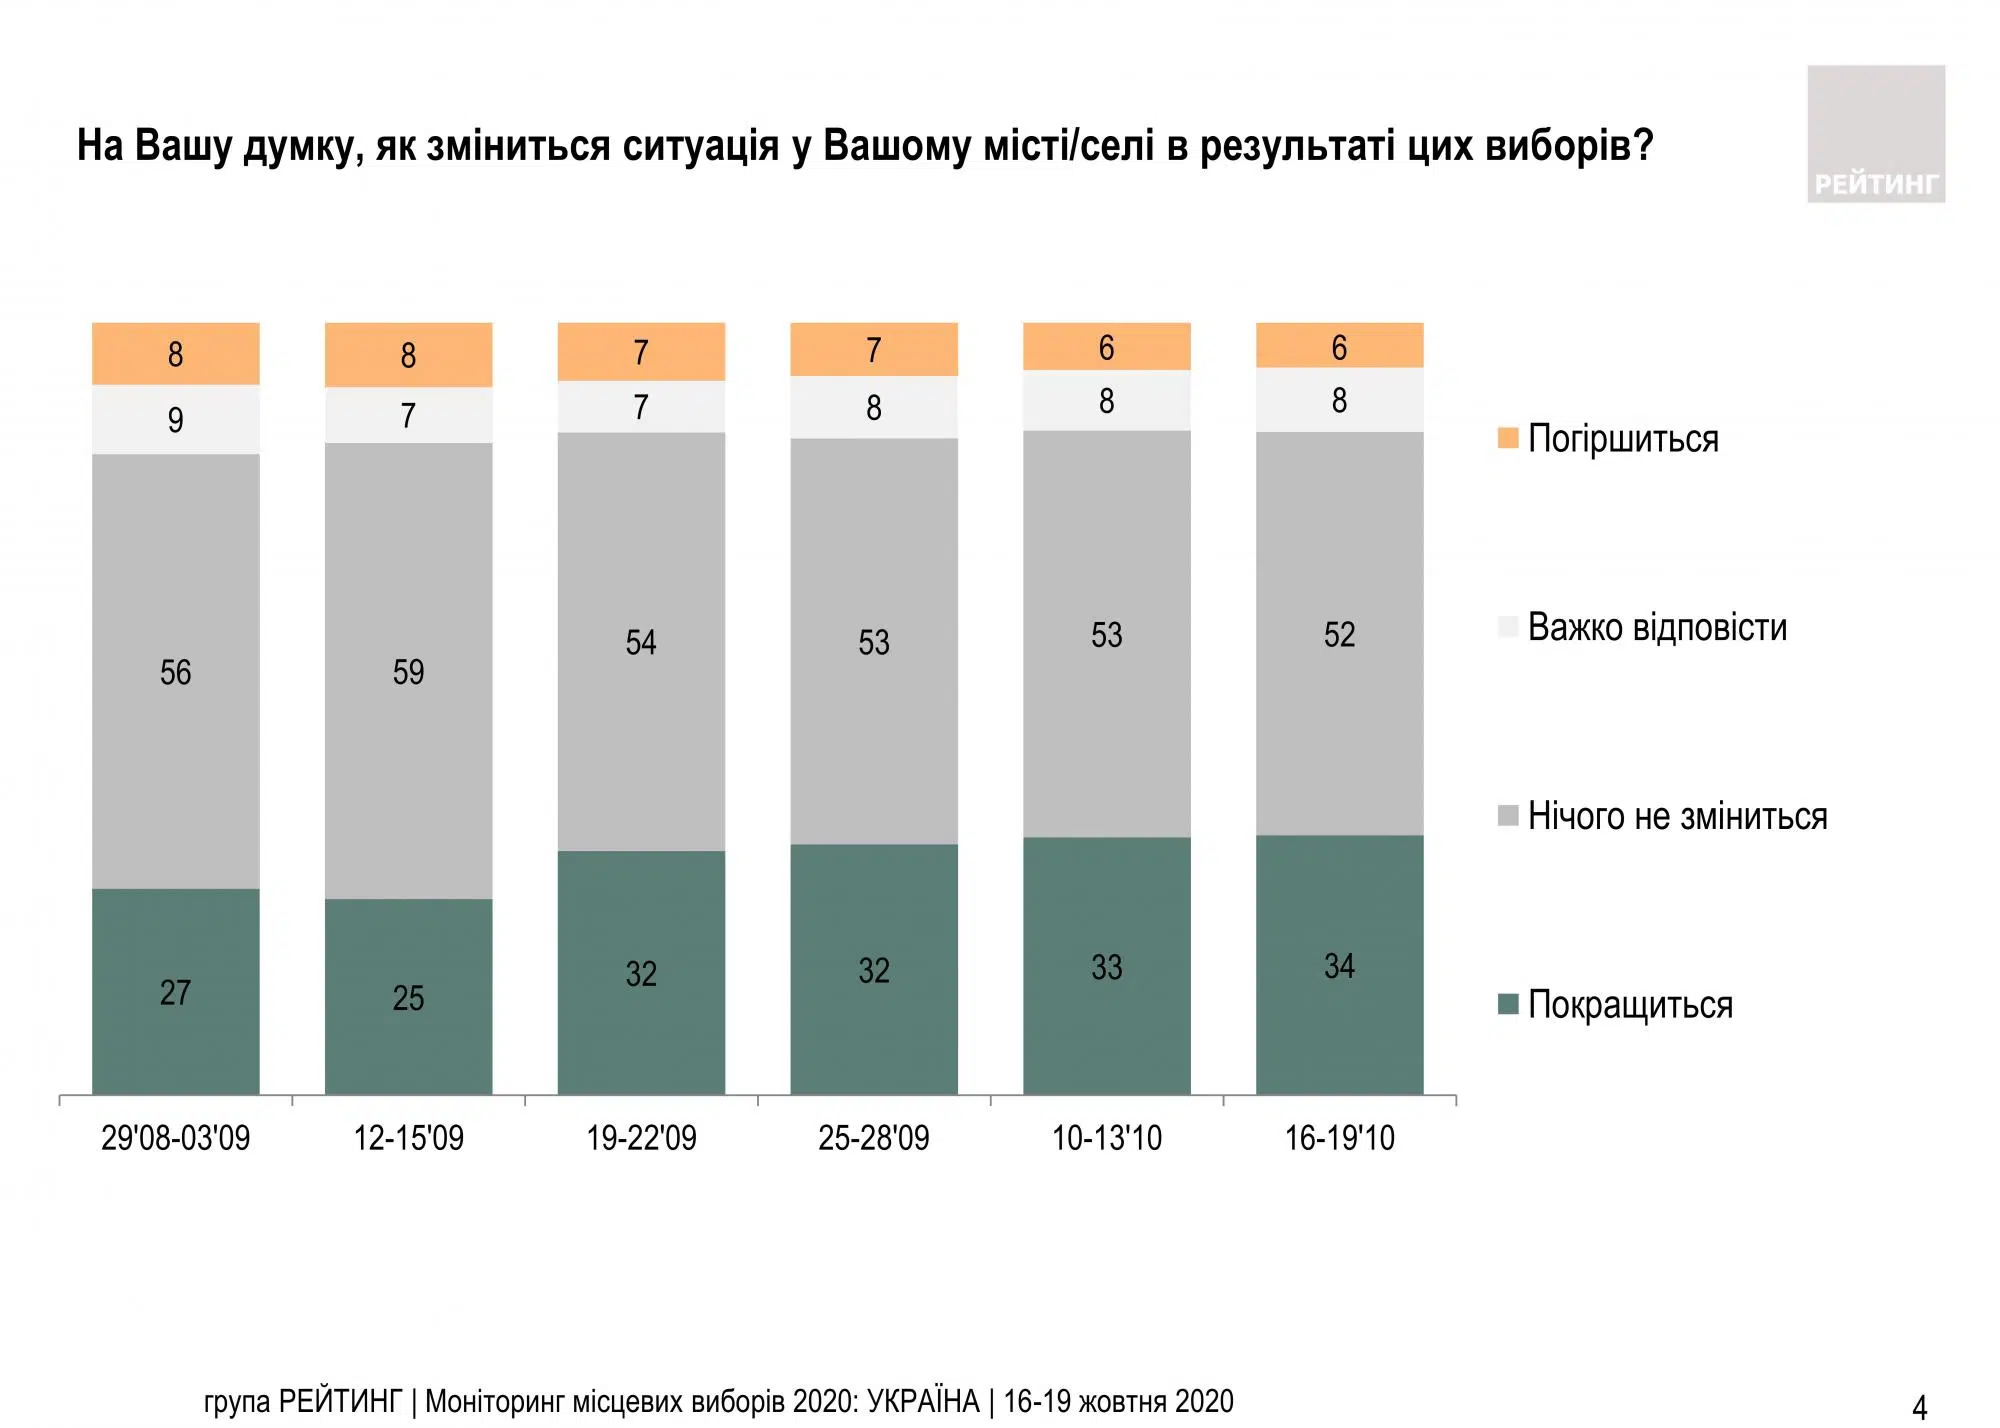 На Вашу думку, як зміниться ситуація у Вашому місті/селі в результаті цих виборів?
РЕЙТИНГ
8 8 7 7 6 6
9 7 7 8 8 8
56 59 54 53 53 52
27 25 32 32 33 34
29'08-03'09 12-15'09 19-22'09 25-28'09 10-13'10 16-19'10
Погіршиться
Важко відповісти
Нічого не зміниться
Покращиться
група РЕЙТИНГ | Моніторинг місцевих виборів 2020: УКРАЇНА | 16-19 жовтня 2020
4